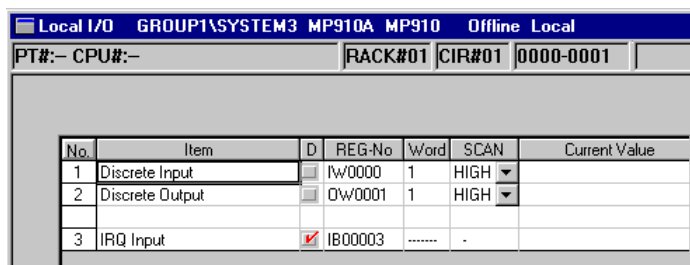 Local I/O GROUP1\SYSTEM3 MP910A MP910 Offline Local
PT#:– CPU#:– RACK#01 CIR#01 0000-0001
No. Item D REG-No Word SCAN Current Value
1 Discrete Input IW0000 1 HIGH
2 Discrete Output OW0001 1 HIGH
3 IRQ Input IB00003 ------- -